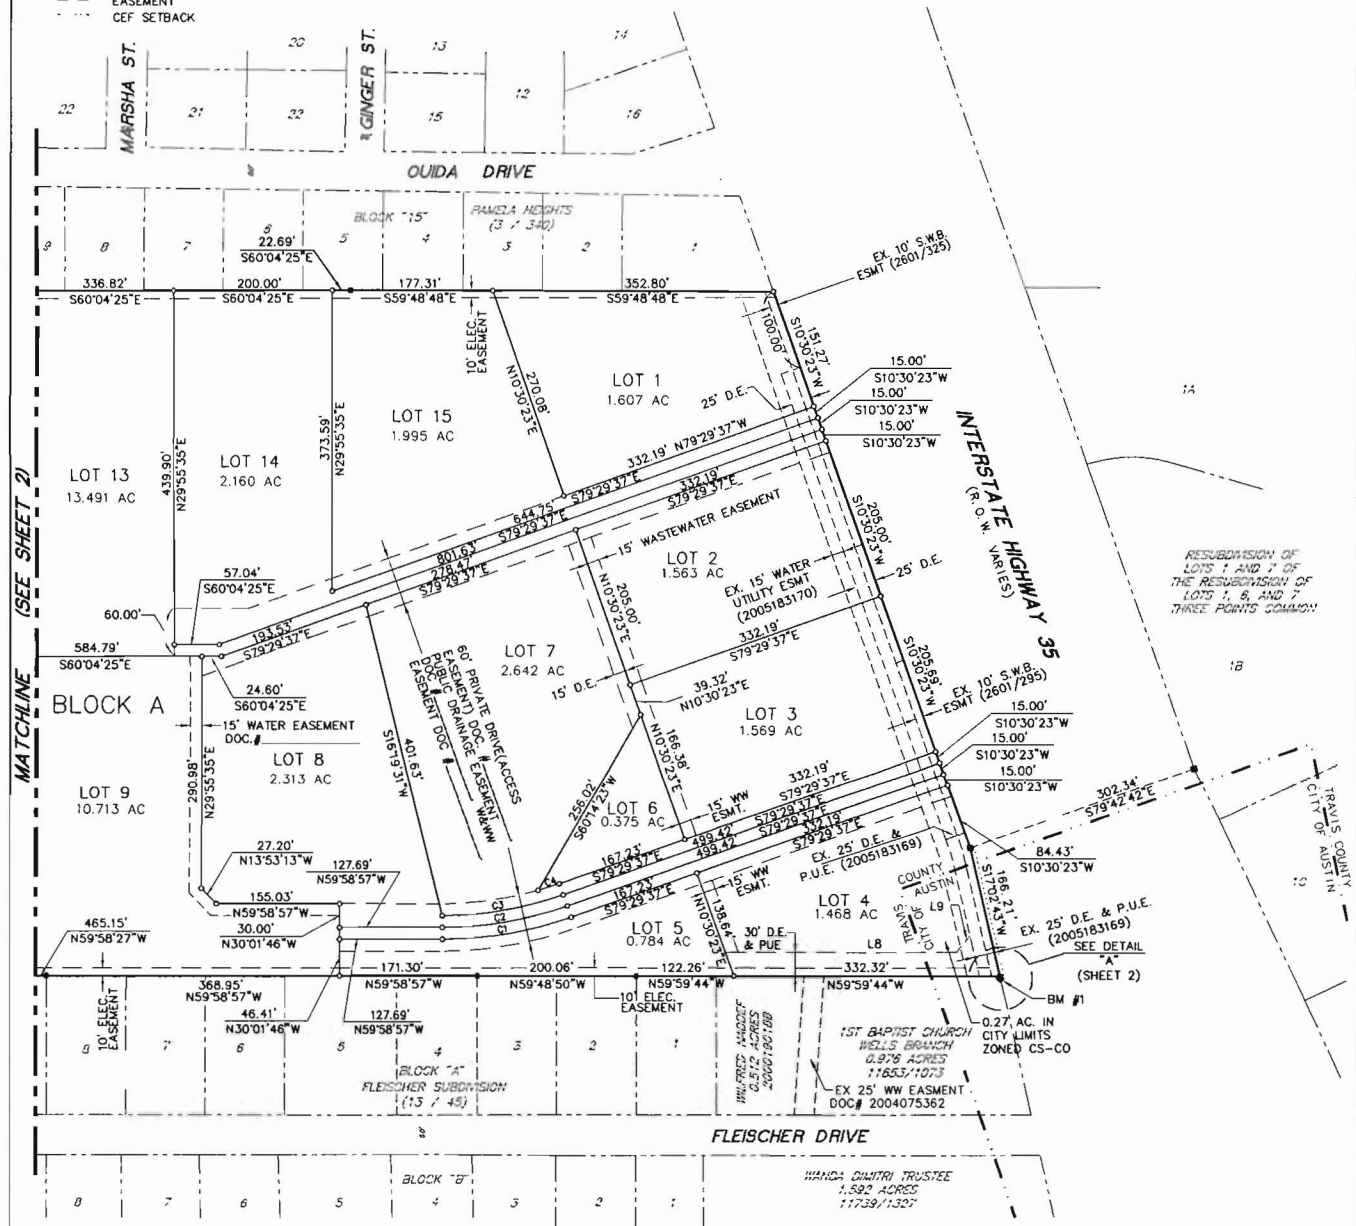 EASEMENT
CEF SETBACK
MARSHA ST.
GINGER ST.
20
13
14
22
21
22
15
12
16
OUIDA DRIVE
BLOCK "15"
PAMELA HEIGHTS
(3 / 340)
9
8
7
6
5
4
3
2
1
22.69'
S60°04'25"E
336.82'
S60°04'25"E
200.00'
S60°04'25"E
177.31'
S59°48'48"E
352.80'
S59°48'48"E
EX. 10' S.W.B.
ESMT (2601/325)
10' ELEC.
EASEMENT
100.00'
151.27'
S10°30'23"W
15.00'
S10°30'23"W
15.00'
S10°30'23"W
15.00'
S10°30'23"W
LOT 1
1.607 AC
25' D.E.
270.08'
N10°30'23"E
LOT 15
1.995 AC
373.59'
N29°55'35"E
LOT 14
2.160 AC
439.90'
N29°55'35"E
LOT 13
13.491 AC
332.19' N79°29'37"W
S79°29'37"E
332.19'
S79°29'37"E
644.75'
S79°29'37"E
801.63'
278.47'
S79°29'37"E
15' WASTEWATER EASEMENT
INTERSTATE HIGHWAY 35
(R.O.W. VARIES)
1A
LOT 2
1.563 AC
205.00'
S10°30'23"W
25' D.E.
EX. 15' WATER
UTILITY ESMT
(2005183170)
332.19'
S79°29'37"E
205.00'
N10°30'23"E
RESUBDIVISION OF
LOTS 1 AND 7 OF
THE RESUBDIVISION OF
LOTS 1, 6, AND 7
THREE POINTS COMMON
1B
MATCHLINE (SEE SHEET 2)
57.04'
S60°04'25"E
60.00'
193.53'
S79°29'37"E
584.79'
S60°04'25"E
24.60'
S60°04'25"E
BLOCK A
15' WATER EASEMENT
DOC.#
LOT 7
2.642 AC
15' D.E.
60' PRIVATE DRIVE(ACCESS
EASEMENT) DOC. #
PUBLIC DRAINAGE EASEMENT
DOC. #
EASEMENT DOC #
W&WW
39.32'
N10°30'23"E
205.69'
S10°30'23"W
EX. 10' S.W.B.
ESMT (2601/295)
LOT 3
1.569 AC
15.00'
S10°30'23"W
15.00'
S10°30'23"W
15.00'
S10°30'23"W
LOT 8
2.313 AC
401.63'
S16°19'31"W
LOT 9
10.713 AC
290.98'
N29°55'35"E
166.38'
N10°30'23"E
256.02'
S60°14'23"W
LOT 6
0.375 AC
15' WW
ESMT.
332.19'
S79°29'37"E
499.42'
S79°29'37"E
499.42'
332.19'
S79°29'37"E
302.34'
S79°42'42"E
TRAVIS COUNTY
CITY OF AUSTIN
1C
84.43'
S10°30'23"W
27.20'
N13°53'13"W
127.69'
N59°58'57"W
C4
167.23'
S79°29'37"E
EX. 25' D.E. &
P.U.E. (2005183169)
166.21'
S17°02'43"W
155.03'
N59°58'57"W
C3
C2
C1
167.23'
S79°29'37"E
15' WW
ESMT.
TRAVIS COUNTY
CITY OF AUSTIN
LOT 4
1.468 AC
L9
465.15'
N59°58'27"W
30.00'
N30°01'46"W
LOT 5
0.784 AC
138.64'
N10°30'23"E
30' D.E.
& PUE
L8
EX. 25' D.E. & P.U.E.
(2005183169)
SEE DETAIL
"A"
(SHEET 2)
368.95'
N59°58'57"W
171.30'
N59°58'57"W
200.06'
N59°48'50"W
122.26'
N59°59'44"W
332.32'
N59°59'44"W
BM #1
10' ELEC.
EASEMENT
46.41'
N30°01'46"W
127.69'
N59°58'57"W
10' ELEC.
EASEMENT
0.27' AC. IN
CITY LIMITS
ZONED CS-CO
8
7
6
5
4
3
2
1
BLOCK "A"
FLEISCHER SUBDIVISION
(13 / 45)
0.512 ACRES
1ST BAPTIST CHURCH
WELLS BRANCH
0.976 ACRES
11653/1073
EX 25' WW EASMENT
DOC# 2004075362
FLEISCHER DRIVE
BLOCK "B"
8
7
6
5
4
3
2
1
WANDA DIMITRI TRUSTEE
1.592 ACRES
11739/1327